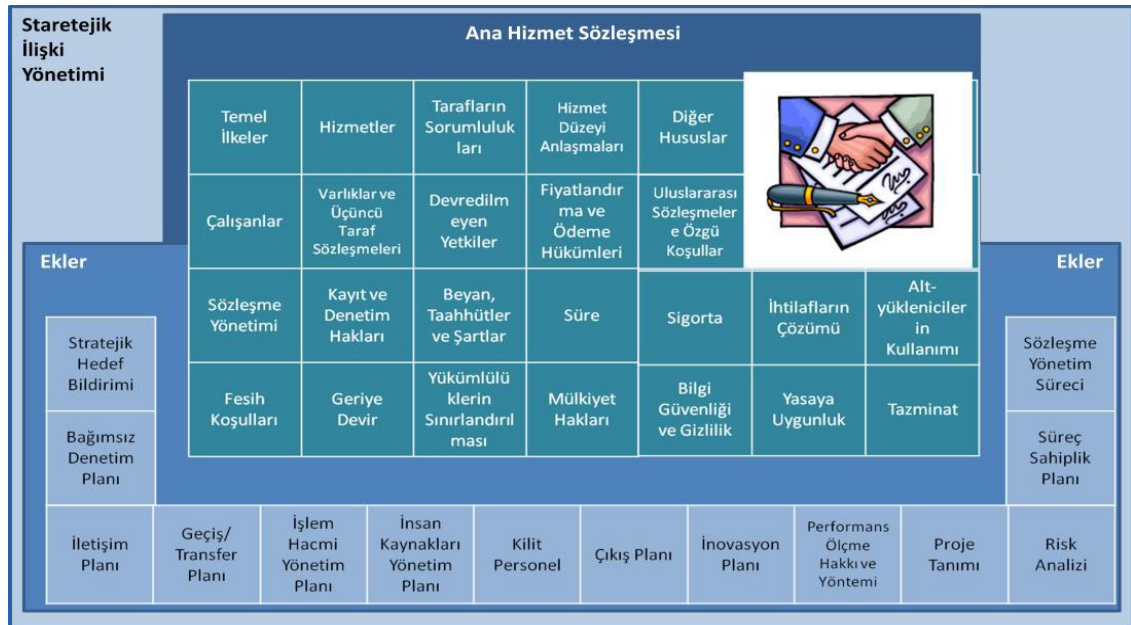 Staretejik
İlişki
Yönetimi
Ana Hizmet Sözleşmesi
Temel
İlkeler
Hizmetler
Tarafların
Sorumluluk
ları
Hizmet
Düzeyi
Anlaşmaları
Diğer
Hususlar
Çalışanlar
Varlıklar ve
Üçüncü
Taraf
Sözleşmeleri
Devredilm
eyen
Yetkiler
Fiyatlandır
ma ve
Ödeme
Hükümleri
Uluslararası
Sözleşmeler
e Özgü
Koşullar
Sözleşme
Yönetimi
Kayıt ve
Denetim
Hakları
Beyan,
Taahhütler
ve Şartlar
Süre
Sigorta
İhtilafların
Çözümü
Alt-
yükleniciler
in
Kullanımı
Fesih
Koşulları
Geriye
Devir
Yükümlülü
klerin
Sınırlandırıl
ması
Mülkiyet
Hakları
Bilgi
Güvenliği
ve Gizlilik
Yasaya
Uygunluk
Tazminat
Ekler
Ekler
Stratejik
Hedef
Bildirimi
Sözleşme
Yönetim
Süreci
Bağımsız
Denetim
Planı
Süreç
Sahiplik
Planı
İletişim
Planı
Geçiş/
Transfer
Planı
İşlem
Hacmi
Yönetim
Planı
İnsan
Kaynakları
Yönetim
Planı
Kilit
Personel
Çıkış Planı
İnovasyon
Planı
Performans
Ölçme
Hakkı ve
Yöntemi
Proje
Tanımı
Risk
Analizi